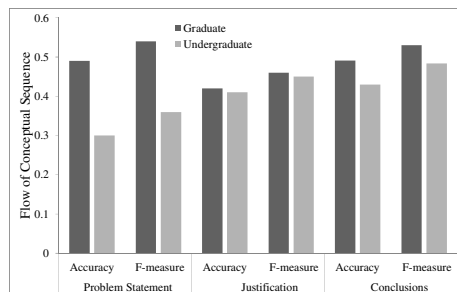 0.6
Graduate
Undergraduate
0.5
0.4
0.3
0.2
0.1
0
Flow of Conceptual Sequence
Accuracy F-measure Accuracy F-measure Accuracy F-measure
Problem Statement Justification Conclusions